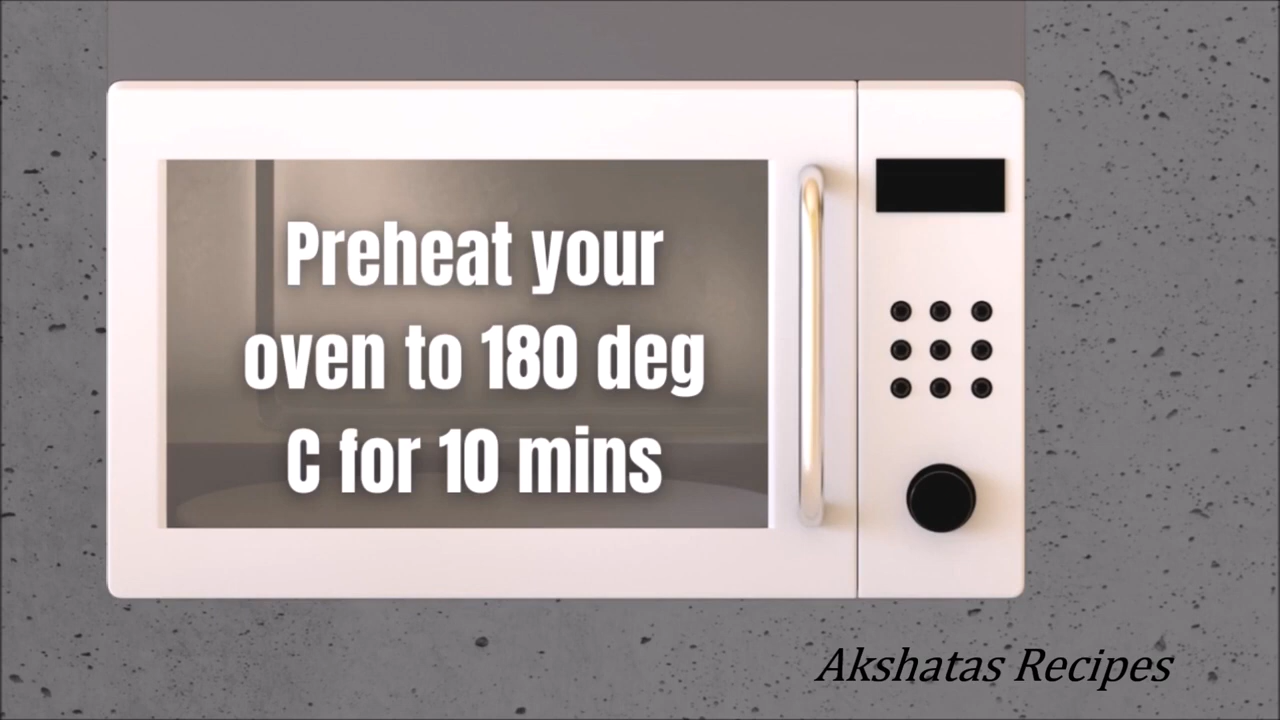 Preheat your
oven to 180 deg
C for 10 mins
Akshatas Recipes